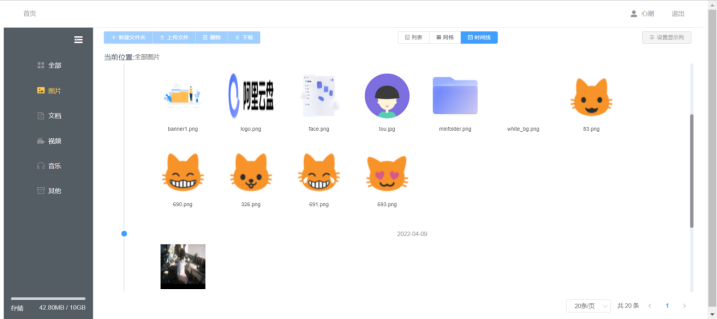 首页
心丽 退出
+ 新建文件夹 上传文件 删除 下载
列表 网格 时间线
设置显示列
当前位置:全部图片
全部
图片
文档
视频
音乐
其他
阿里云盘
banner1.png logo.png face.png tou.jpg minfolder.png white_bg.png 83.png
690.png 326.png 691.png 693.png
2022-04-08
20条/页 共 20 条 < 1 >
存储 42.80MB / 10GB